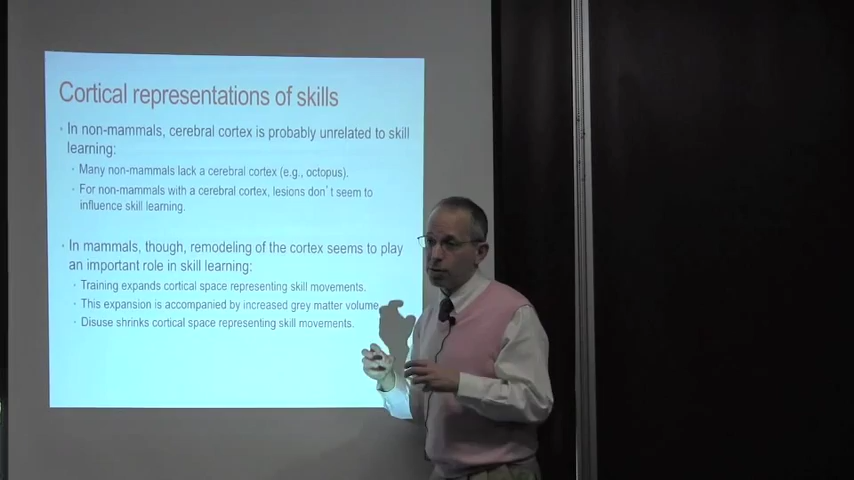 Cortical representations of skills
In non-mammals, cerebral cortex is probably unrelated to skill
learning:
Many non-mammals lack a cerebral cortex (e.g., octopus).
For non-mammals with a cerebral cortex, lesions don't seem to
influence skill learning.
In mammals, though, remodeling of the cortex seems to play
an important role in skill learning:
Training expands cortical space representing skill movements.
This expansion is accompanied by increased grey matter volume
Disuse shrinks cortical space representing skill movements.